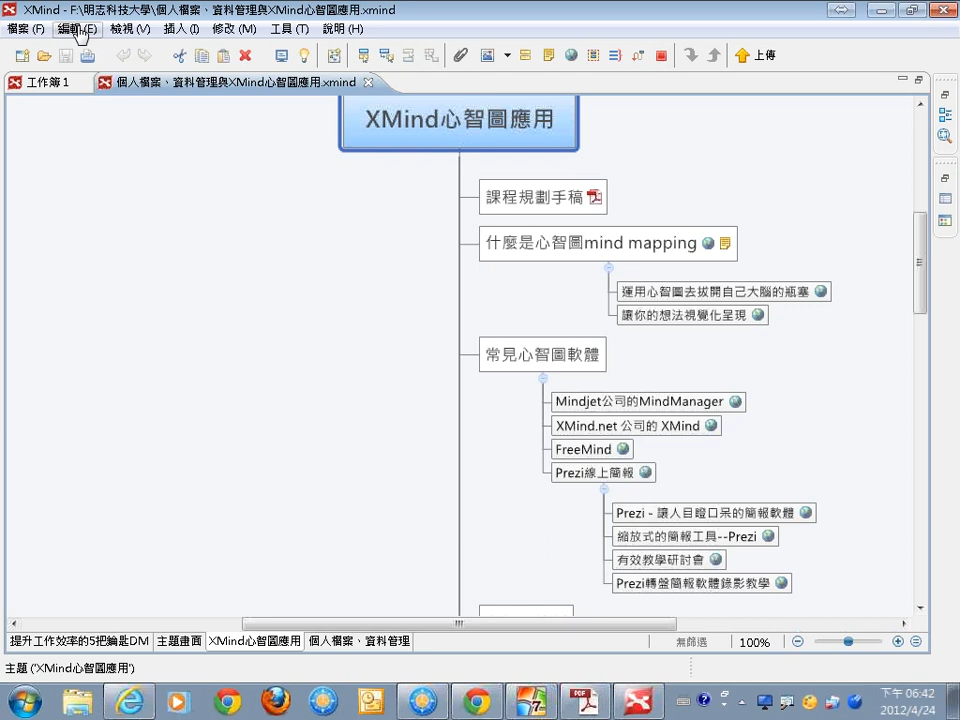 XMind - F:\明志科技大學\個人檔案、資料管理與XMind心智圖應用.xmind
檔案 (F) 編輯 (E) 檢視 (V) 插入 (I) 修改 (M) 工具 (T) 說明 (H)
上傳
工作簿 1 個人檔案、資料管理與XMind心智圖應用.xmind
XMind心智圖應用
課程規劃手稿
什麼是心智圖mind mapping
運用心智圖去拔開自己大腦的瓶塞
讓你的想法視覺化呈現
常見心智圖軟體
Mindjet公司的MindManager
XMind.net 公司的 XMind
FreeMind
Prezi線上簡報
Prezi - 讓人目瞪口呆的簡報軟體
縮放式的簡報工具--Prezi
有效教學研討會
Prezi轉盤簡報軟體錄影教學
提升工作效率的5把鑰匙DM 主題畫面 XMind心智圖應用 個人檔案、資料管理 無篩選 100%
主題 ('XMind心智圖應用')
下午 06:42
2012/4/24